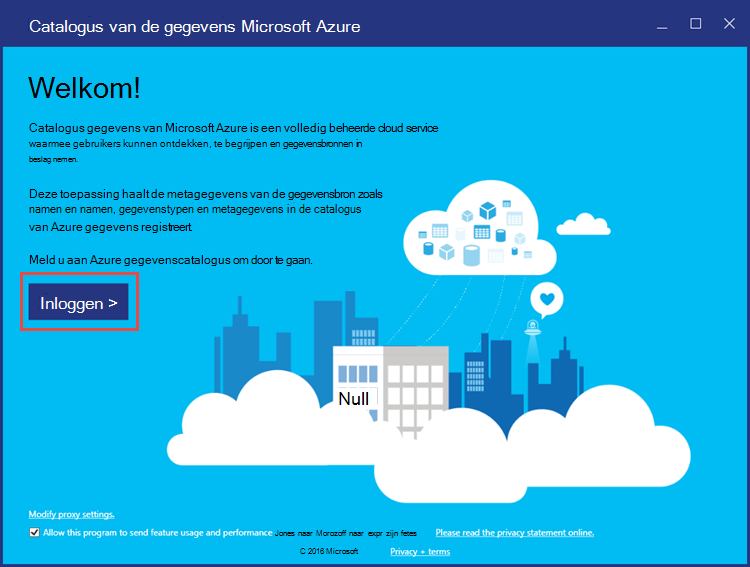 Catalogus van de gegevens Microsoft Azure
Welkom!
Catalogus gegevens van Microsoft Azure is een volledig beheerde cloud service
waarmee gebruikers kunnen ontdekken, te begrijpen en gegevensbronnen in
beslag nemen.
Deze toepassing haalt de metagegevens van de gegevensbron zoals
namen en namen, gegevenstypen en metagegevens in de catalogus
van Azure gegevens registreert.
Meld u aan Azure gegevenscatalogus om door te gaan.
Inloggen >
Null
Modify proxy settings.
Allow this program to send feature usage and performance Jones naar Morozoff naar expr zijn fetes Please read the privacy statement online.
© 2016 Microsoft Privacy + terms